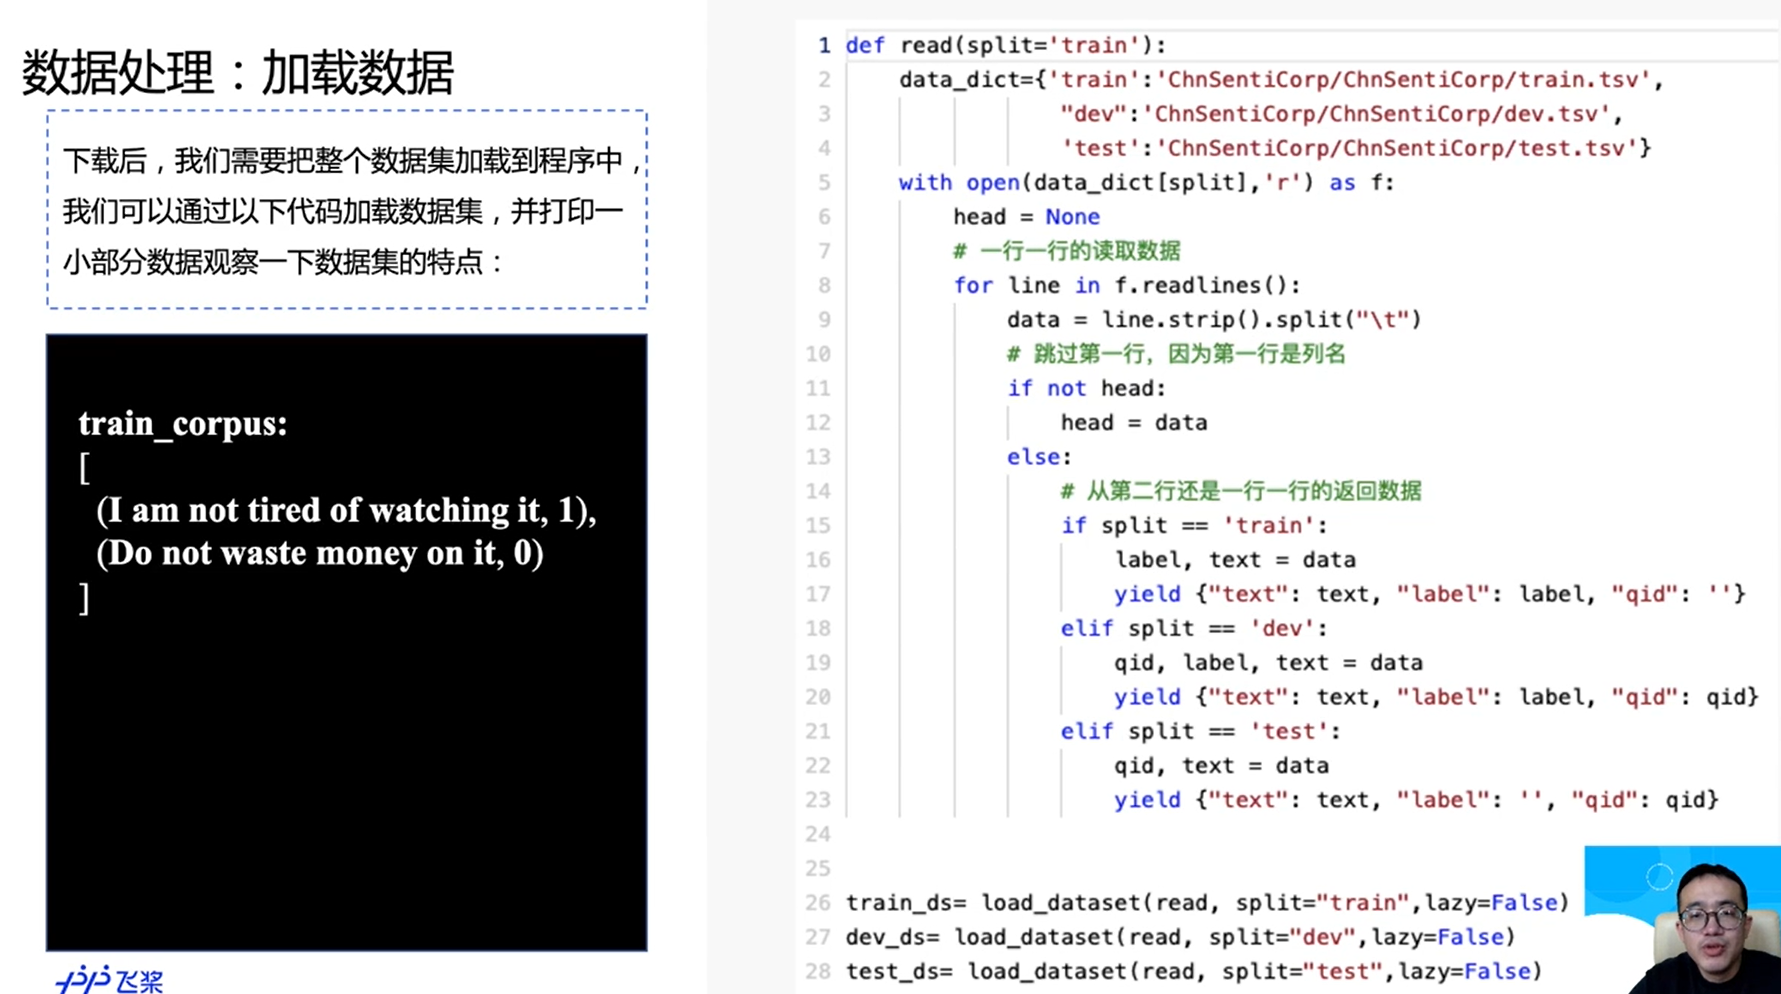 数据处理：加载数据
下载后，我们需要把整个数据集加载到程序中，
我们可以通过以下代码加载数据集，并打印一
小部分数据观察一下数据集的特点：
train_corpus:
[
(I am not tired of watching it, 1),
(Do not waste money on it, 0)
]
飞桨
1 def read(split='train'):
2 data_dict={'train':'ChnSentiCorp/ChnSentiCorp/train.tsv',
3 "dev":'ChnSentiCorp/ChnSentiCorp/dev.tsv',
4 'test':'ChnSentiCorp/ChnSentiCorp/test.tsv'}
5 with open(data_dict[split],'r') as f:
6 head = None
7 # 一行一行的读取数据
8 for line in f.readlines():
9 data = line.strip().split("\t")
10 # 跳过第一行，因为第一行是列名
11 if not head:
12 head = data
13 else:
14 # 从第二行还是一行一行的返回数据
15 if split == 'train':
16 label, text = data
17 yield {"text": text, "label": label, "qid": ''}
18 elif split == 'dev':
19 qid, label, text = data
20 yield {"text": text, "label": label, "qid": qid}
21 elif split == 'test':
22 qid, text = data
23 yield {"text": text, "label": '', "qid": qid}
24
25
26 train_ds= load_dataset(read, split="train",lazy=False)
27 dev_ds= load_dataset(read, split="dev",lazy=False)
28 test_ds= load_dataset(read, split="test",lazy=False)